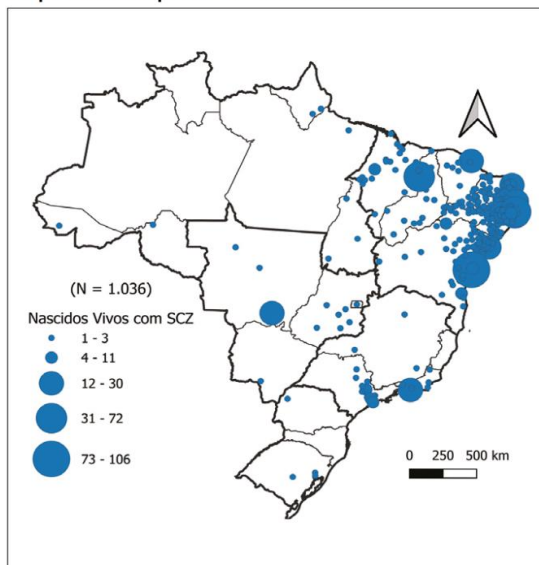 (N = 1.036)
Nascidos Vivos com SCZ
1 - 3
4 - 11
12 - 30
31 - 72
73 - 106
0 250 500 km